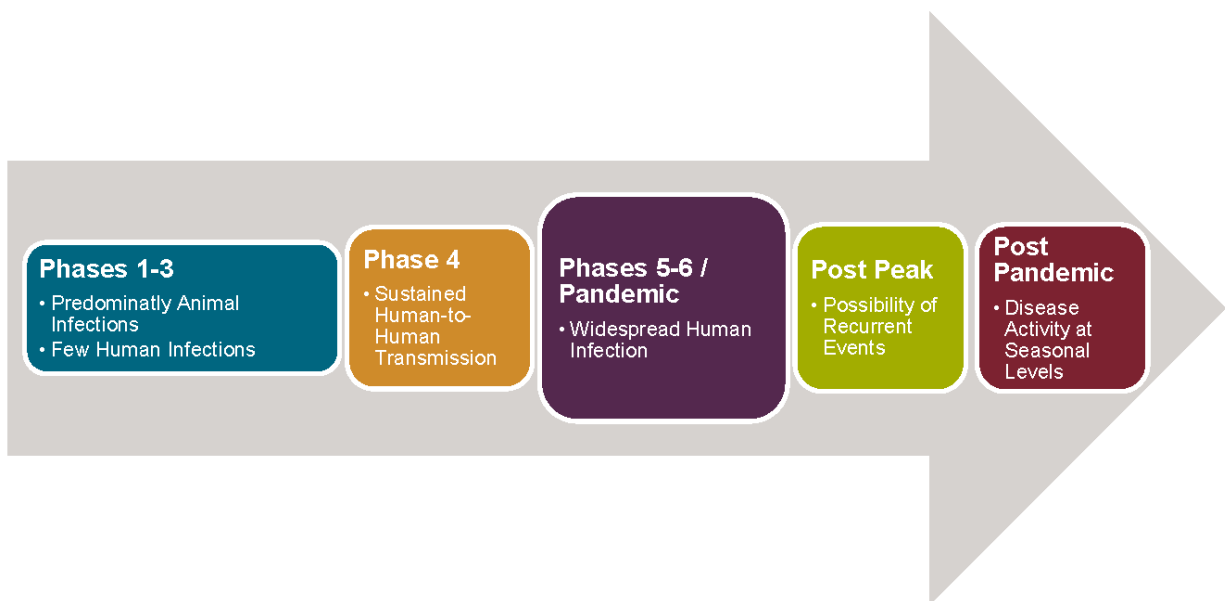 Phases 1-3
• Predominatly Animal
Infections
• Few Human Infections
Phase 4
• Sustained
Human-to-
Human
Transmission
Phases 5-6 /
Pandemic
• Widespread Human
Infection
Post Peak
• Possibility of
Recurrent
Events
Post
Pandemic
• Disease
Activity at
Seasonal
Levels